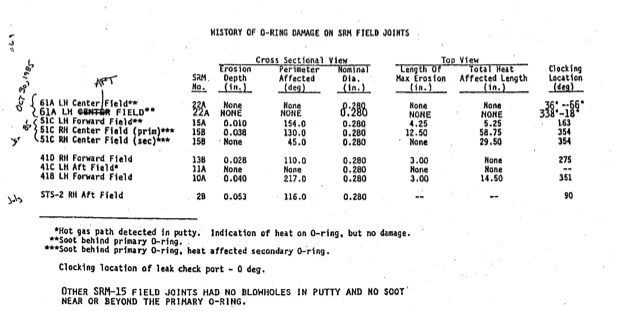 HISTORY OF O-RING DAMAGE ON SRM FIELD JOINTS
Cross Sectional View Top View
Erosion Perimeter Nominal Length Of Total Heat Clocking
SRM Depth Affected Dia. Max Erosion Affected Length Location
No. (in.) (deg) (in.) (in.) (in.) (deg)
Oct 30, 1985
AFT
61A LH Center Field** 22A None None 0.280 None None 36°--66°
61A LH CENTER FIELD** 22A NONE NONE 0.280 NONE NONE 338°-18°
51C LH Forward Field** 15A 0.010 154.0 0.280 4.25 5.25 163
51C RH Center Field (prim)*** 15B 0.038 130.0 0.280 12.50 58.75 354
51C RH Center Field (sec)*** 15B None 45.0 0.280 None 29.50 354
41D RH Forward Field 13B 0.028 110.0 0.280 3.00 None 275
41C LH Aft Field* 11A None None 0.280 None None --
41B LH Forward Field 10A 0.040 217.0 0.280 3.00 14.50 351
STS-2 RH Aft Field 2B 0.053 116.0 0.280 -- -- 90
*Hot gas path detected in putty. Indication of heat on O-ring, but no damage.
**Soot behind primary O-ring.
***Soot behind primary O-ring, heat affected secondary O-ring.
Clocking location of leak check port - 0 deg.
OTHER SRM-15 FIELD JOINTS HAD NO BLOWHOLES IN PUTTY AND NO SOOT
NEAR OR BEYOND THE PRIMARY O-RING.